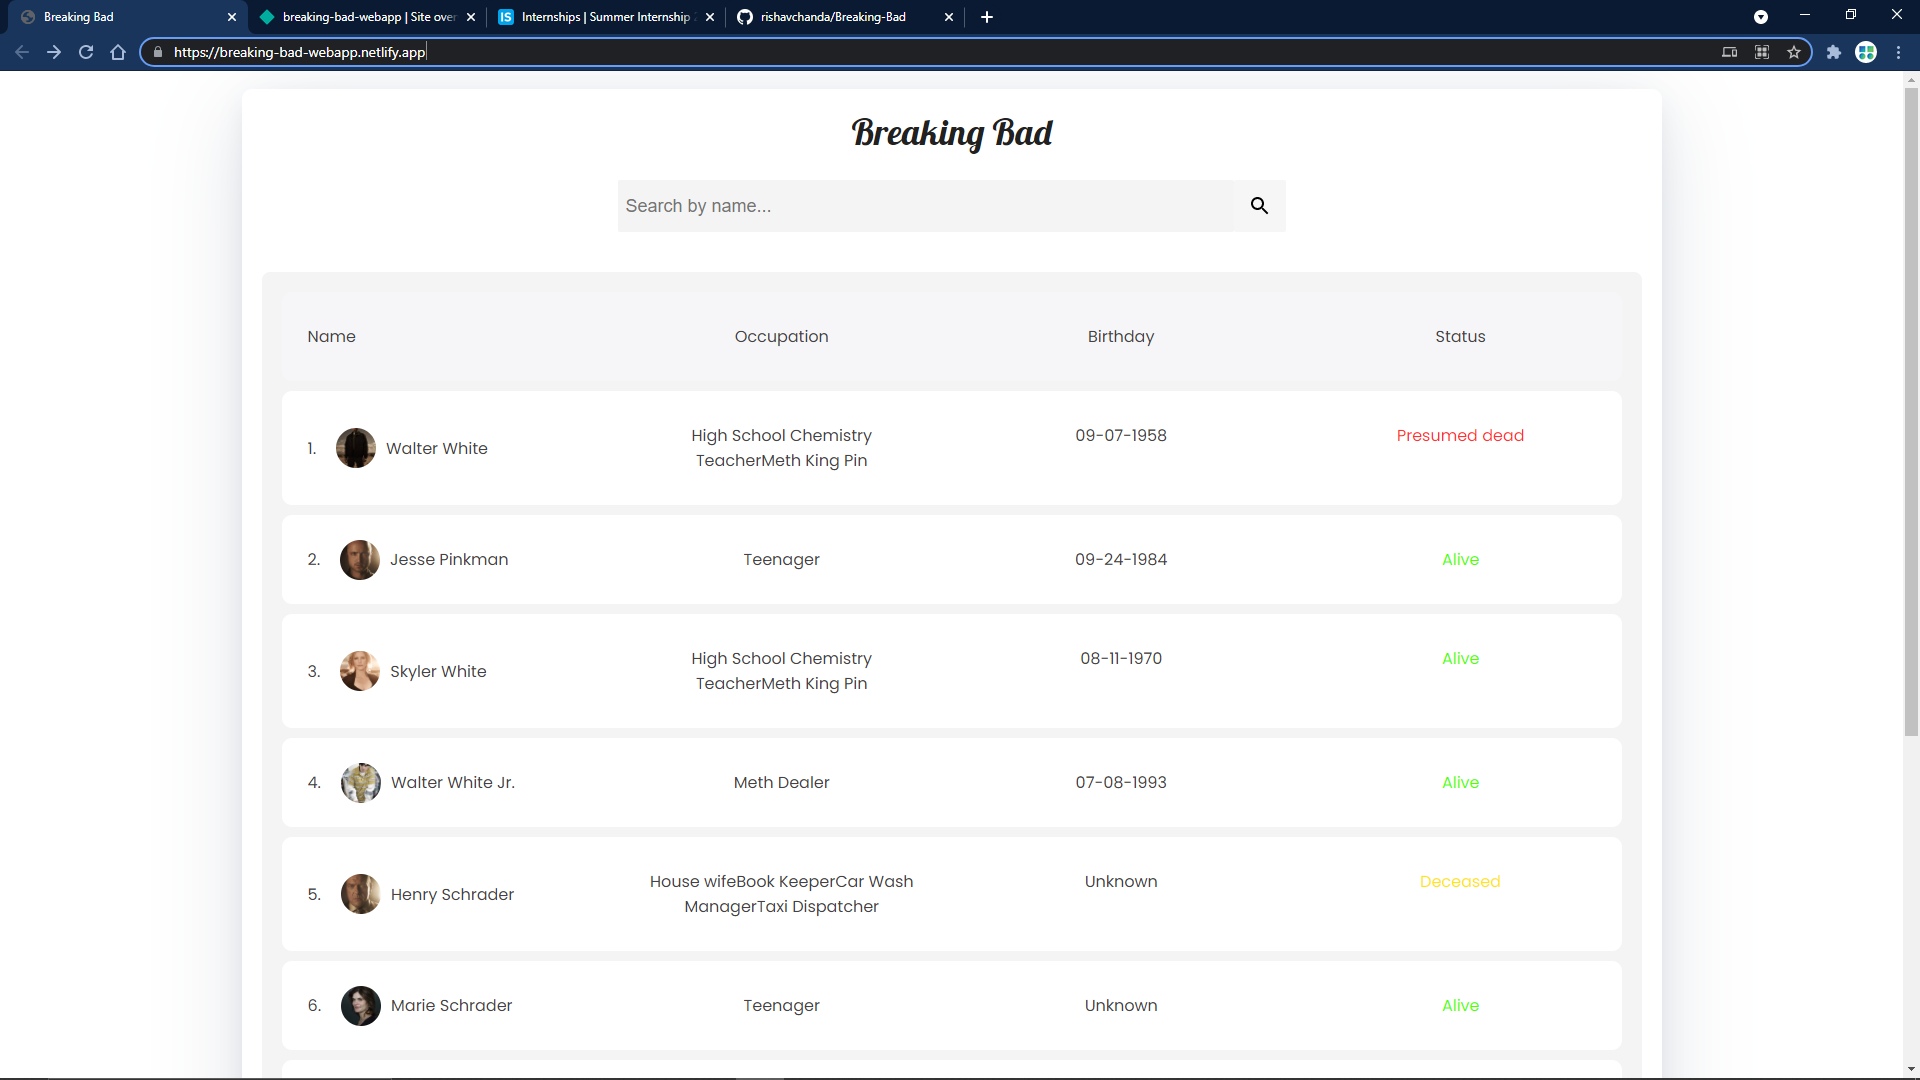 Breaking Bad
breaking-bad-webapp | Site over
Internships | Summer Internship
rishavchanda/Breaking-Bad
https://breaking-bad-webapp.netlify.app
Breaking Bad
Search by name...
Name Occupation Birthday Status
1. Walter White High School Chemistry 09-07-1958 Presumed dead
TeacherMeth King Pin
2. Jesse Pinkman Teenager 09-24-1984 Alive
3. Skyler White High School Chemistry 08-11-1970 Alive
TeacherMeth King Pin
4. Walter White Jr. Meth Dealer 07-08-1993 Alive
5. Henry Schrader House wifeBook KeeperCar Wash Unknown Deceased
ManagerTaxi Dispatcher
6. Marie Schrader Teenager Unknown Alive